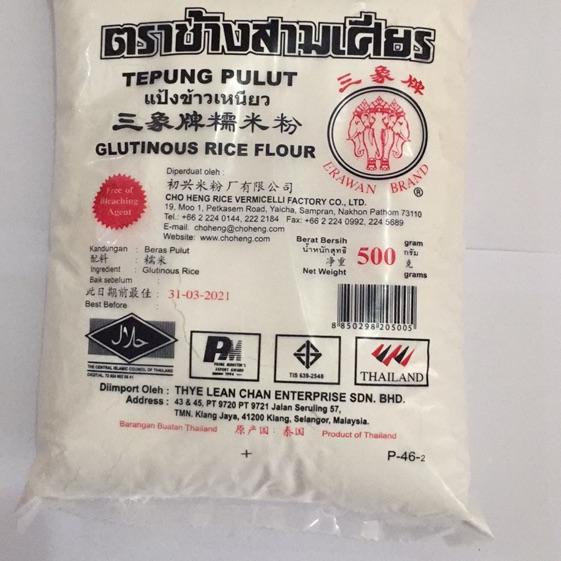 ตราช้างสามเศียร
TEPUNG PULUT
แป้งข้าวเหนียว
三象牌糯米粉
GLUTINOUS RICE FLOUR
三象牌
ERAWAN BRAND
®
Free of
Bleaching
Agent
Diperduat oleh :
初兴米粉厂有限公司
CHO HENG RICE VERMICELLI FACTORY CO., LTD.
19, Moo 1, Petkasem Road, Yaicha, Sampran, Nakhon Pathom 73110
Tel.: +66 2 224 0144, 222 2184 Fax: +66 2 224 0992, 224 5689
E-mail. choheng@choheng.com
Website: www.choheng.com
Kandungan : Beras Pulut
配料 : 糯米
Ingredient : Glutinous Rice
Baik sebelum
此日期前最佳 : 31-03-2021
Best Before
Berat Bersih
น้ำหนักสุทธิ
净重
Net Weight
500
gram
กรัม
克
grams
8 850298 205005
حلال
THE CENTRAL ISLAMIC COUNCIL OF THAILAND
PM
PRIME MINISTER'S
EXPORT AWARD
TIS 639-2548
THAILAND
Diimport Oleh : THYE LEAN CHAN ENTERPRISE SDN. BHD.
Address : 43 & 45, PT 9720 PT 9721 Jalan Seruling 57,
TMN. Klang Jaya, 41200 Klang, Selangor, Malaysia.
Barangan Buatan Thailand 原产国 : 泰国 Product of Thailand
P-46-2